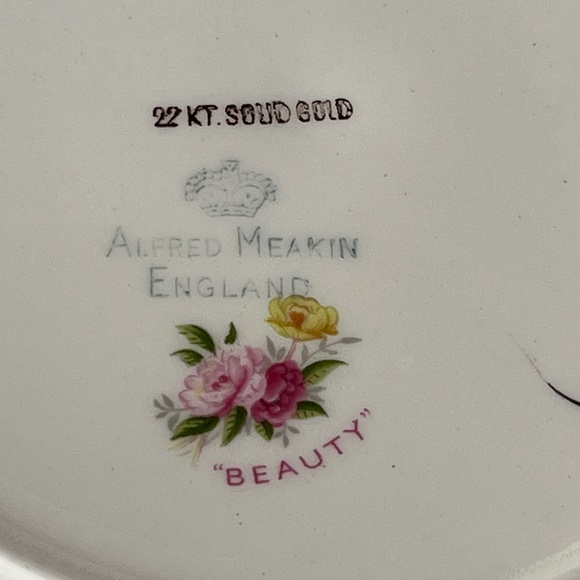 22 KT. SOLID GOLD
ALFRED MEAKIN
ENGLAND
"BEAUTY"